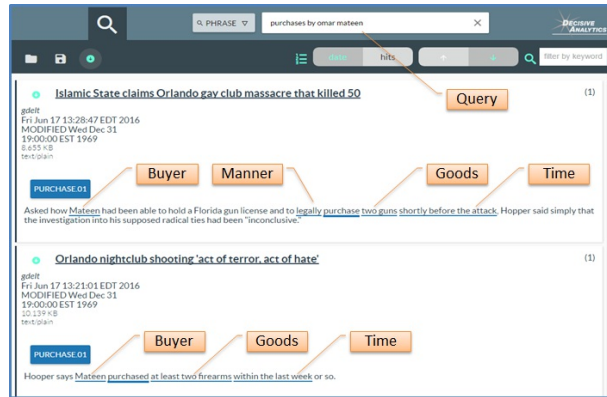 PHRASE
purchases by omar mateen
DECISIVE
ANALYTICS
date
hits
filter by keyword
Query
Islamic State claims Orlando gay club massacre that killed 50
(1)
gdelt
Fri Jun 17 13:28:47 EDT 2016
MODIFIED Wed Dec 31
19:00:00 EST 1969
8.655 KB
text/plain
Buyer
Manner
Goods
Time
PURCHASE.01
Asked how Mateen had been able to hold a Florida gun license and to legally purchase two guns shortly before the attack, Hopper said simply that
the investigation into his supposed radical ties had been "inconclusive."
Orlando nightclub shooting 'act of terror, act of hate'
(1)
gdelt
Fri Jun 17 13:21:01 EDT 2016
MODIFIED Wed Dec 31
19:00:00 EST 1969
10.139 KB
text/plain
Buyer
Goods
Time
PURCHASE.01
Hooper says Mateen purchased at least two firearms within the last week or so.